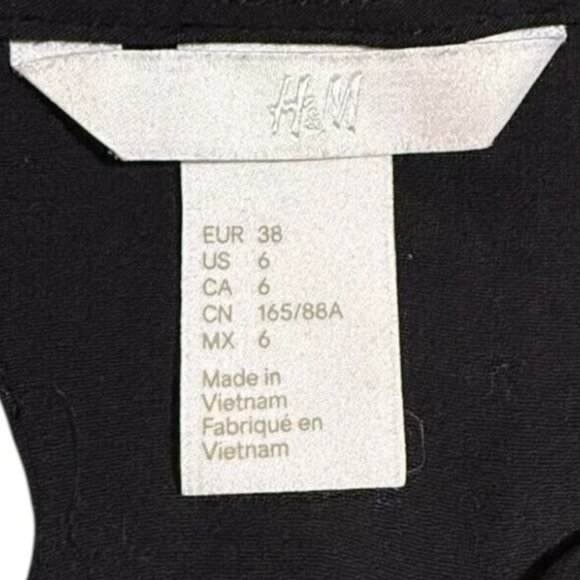 H&M
EUR 38
US 6
CA 6
CN 165/88A
MX 6
Made in
Vietnam
Fabriqué en
Vietnam